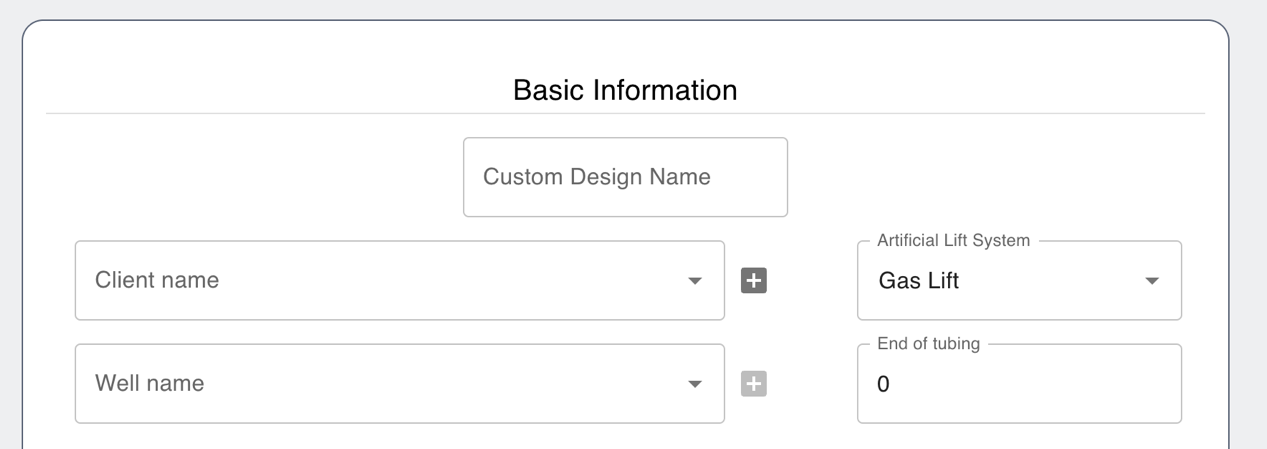 Basic Information
Custom Design Name
Client name
Artificial Lift System
Gas Lift
Well name
End of tubing
0